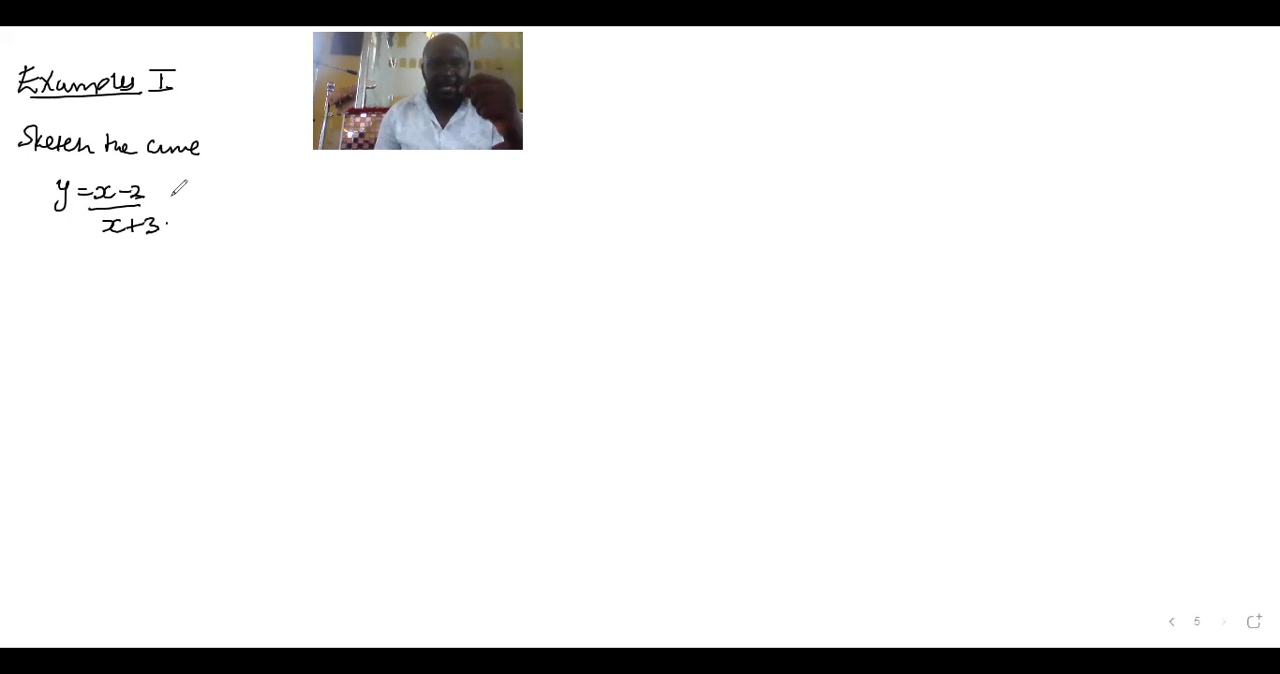 Examples I
Sketch the curve
y = x-2
x+3.
5